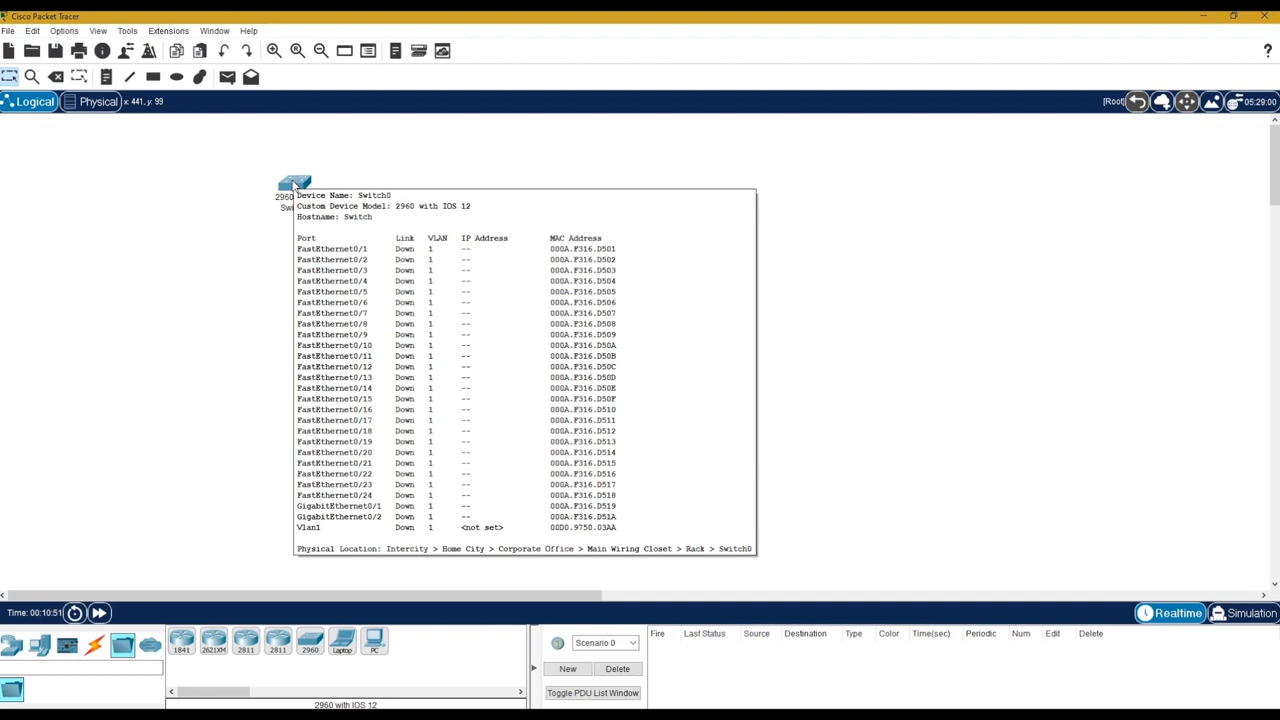 Cisco Packet Tracer
File Edit Options View Tools Extensions Window Help
?
Logical Physical x: 441, y: 99 [Root] 05:29:00
2960
Swi
Device Name: Switch0
Custom Device Model: 2960 with IOS 12
Hostname: Switch
Port Link VLAN IP Address MAC Address
FastEthernet0/1 Down 1 -- 000A.F316.D501
FastEthernet0/2 Down 1 -- 000A.F316.D502
FastEthernet0/3 Down 1 -- 000A.F316.D503
FastEthernet0/4 Down 1 -- 000A.F316.D504
FastEthernet0/5 Down 1 -- 000A.F316.D505
FastEthernet0/6 Down 1 -- 000A.F316.D506
FastEthernet0/7 Down 1 -- 000A.F316.D507
FastEthernet0/8 Down 1 -- 000A.F316.D508
FastEthernet0/9 Down 1 -- 000A.F316.D509
FastEthernet0/10 Down 1 -- 000A.F316.D50A
FastEthernet0/11 Down 1 -- 000A.F316.D50B
FastEthernet0/12 Down 1 -- 000A.F316.D50C
FastEthernet0/13 Down 1 -- 000A.F316.D50D
FastEthernet0/14 Down 1 -- 000A.F316.D50E
FastEthernet0/15 Down 1 -- 000A.F316.D50F
FastEthernet0/16 Down 1 -- 000A.F316.D510
FastEthernet0/17 Down 1 -- 000A.F316.D511
FastEthernet0/18 Down 1 -- 000A.F316.D512
FastEthernet0/19 Down 1 -- 000A.F316.D513
FastEthernet0/20 Down 1 -- 000A.F316.D514
FastEthernet0/21 Down 1 -- 000A.F316.D515
FastEthernet0/22 Down 1 -- 000A.F316.D516
FastEthernet0/23 Down 1 -- 000A.F316.D517
FastEthernet0/24 Down 1 -- 000A.F316.D518
GigabitEthernet0/1 Down 1 -- 000A.F316.D519
GigabitEthernet0/2 Down 1 -- 000A.F316.D51A
Vlan1 Down 1 <not set> 00D0.9750.03AA
Physical Location: Intercity > Home City > Corporate Office > Main Wiring Closet > Rack > Switch0
Time: 00:10:51 Realtime Simulation
1841 2621XM 2811 2811 2960 Laptop PC
Scenario 0
Fire Last Status Source Destination Type Color Time(sec) Periodic Num Edit Delete
New Delete
Toggle PDU List Window
2960 with IOS 12